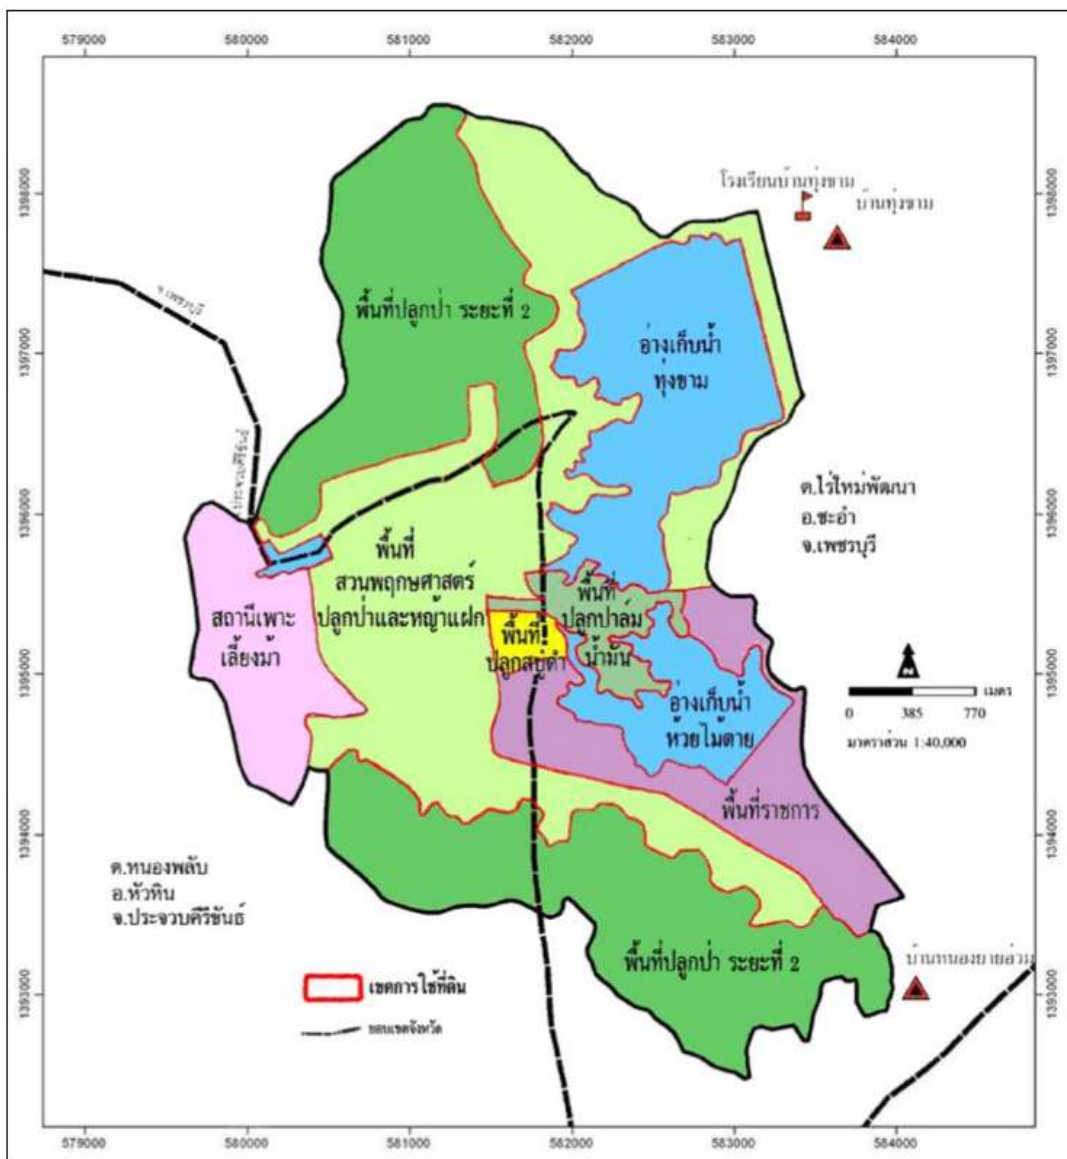 579000 580000 581000 582000 583000 584000
1398000
1398000
โรงเรียนบ้านทุ่งขาม
บ้านทุ่งขาม
จ.เพชรบุรี
พื้นที่ปลูกป่า ระยะที่ 2
อ่างเก็บน้ำ
ทุ่งขาม
1397000
1397000
ประจวบคีรีขันธ์
ต.ไร่ใหม่พัฒนา
อ.ชะอำ
จ.เพชรบุรี
1396000
1396000
พื้นที่
สวนพฤกษศาสตร์
ปลูกป่าและหญ้าแฝก
สถานีเพาะ
เลี้ยงม้า
พื้นที่
ปลูกปาล์ม
น้ำมัน
พื้นที่
ปลูกสบู่ดำ
1395000
1395000
N
เมตร
0 385 770
มาตราส่วน 1:40,000
อ่างเก็บน้ำ
ห้วยไม้ตาย
พื้นที่ราชการ
1394000
1394000
ต.หนองพลับ
อ.หัวหิน
จ.ประจวบคีรีขันธ์
พื้นที่ปลูกป่า ระยะที่ 2
บ้านหนองยายอ่วม
1393000
1393000
เขตการใช้ที่ดิน
ขอบเขตจังหวัด
579000 580000 581000 582000 583000 584000